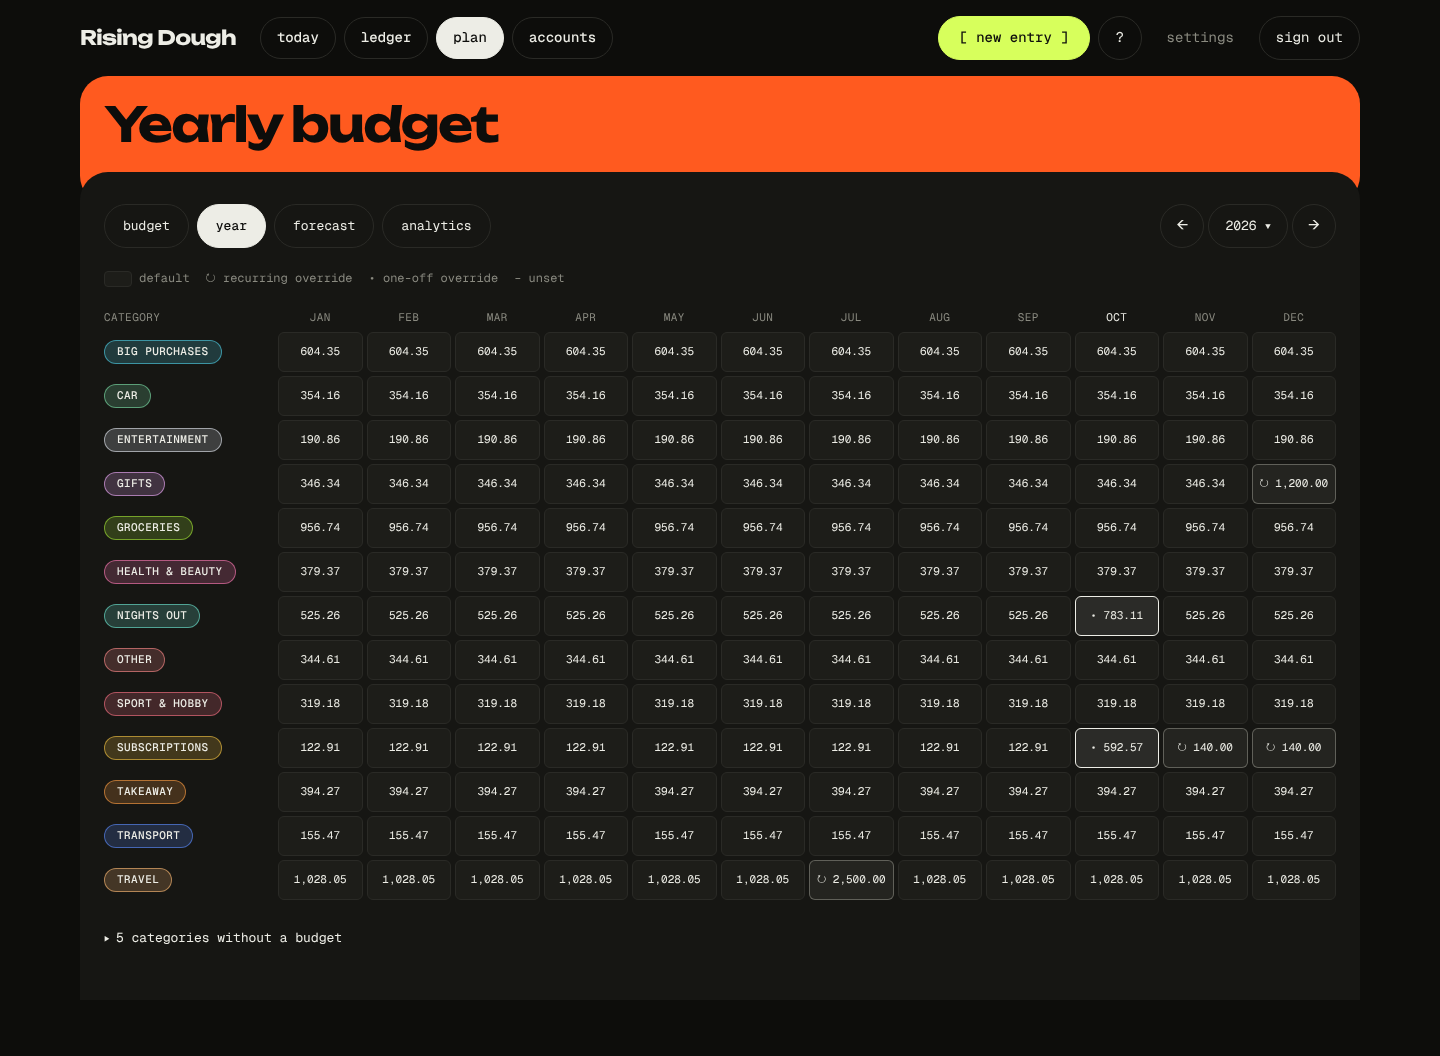 Rising Dough today ledger plan accounts [ new entry ] ? settings sign out
Yearly budget
budget year forecast analytics ← 2026 ▾ →
default ↻ recurring override • one-off override – unset
CATEGORY JAN FEB MAR APR MAY JUN JUL AUG SEP OCT NOV DEC
BIG PURCHASES 604.35 604.35 604.35 604.35 604.35 604.35 604.35 604.35 604.35 604.35 604.35 604.35
CAR 354.16 354.16 354.16 354.16 354.16 354.16 354.16 354.16 354.16 354.16 354.16 354.16
ENTERTAINMENT 190.86 190.86 190.86 190.86 190.86 190.86 190.86 190.86 190.86 190.86 190.86 190.86
GIFTS 346.34 346.34 346.34 346.34 346.34 346.34 346.34 346.34 346.34 346.34 346.34 ↻ 1,200.00
GROCERIES 956.74 956.74 956.74 956.74 956.74 956.74 956.74 956.74 956.74 956.74 956.74 956.74
HEALTH & BEAUTY 379.37 379.37 379.37 379.37 379.37 379.37 379.37 379.37 379.37 379.37 379.37 379.37
NIGHTS OUT 525.26 525.26 525.26 525.26 525.26 525.26 525.26 525.26 525.26 • 783.11 525.26 525.26
OTHER 344.61 344.61 344.61 344.61 344.61 344.61 344.61 344.61 344.61 344.61 344.61 344.61
SPORT & HOBBY 319.18 319.18 319.18 319.18 319.18 319.18 319.18 319.18 319.18 319.18 319.18 319.18
SUBSCRIPTIONS 122.91 122.91 122.91 122.91 122.91 122.91 122.91 122.91 122.91 • 592.57 ↻ 140.00 ↻ 140.00
TAKEAWAY 394.27 394.27 394.27 394.27 394.27 394.27 394.27 394.27 394.27 394.27 394.27 394.27
TRANSPORT 155.47 155.47 155.47 155.47 155.47 155.47 155.47 155.47 155.47 155.47 155.47 155.47
TRAVEL 1,028.05 1,028.05 1,028.05 1,028.05 1,028.05 1,028.05 ↻ 2,500.00 1,028.05 1,028.05 1,028.05 1,028.05 1,028.05
▸ 5 categories without a budget